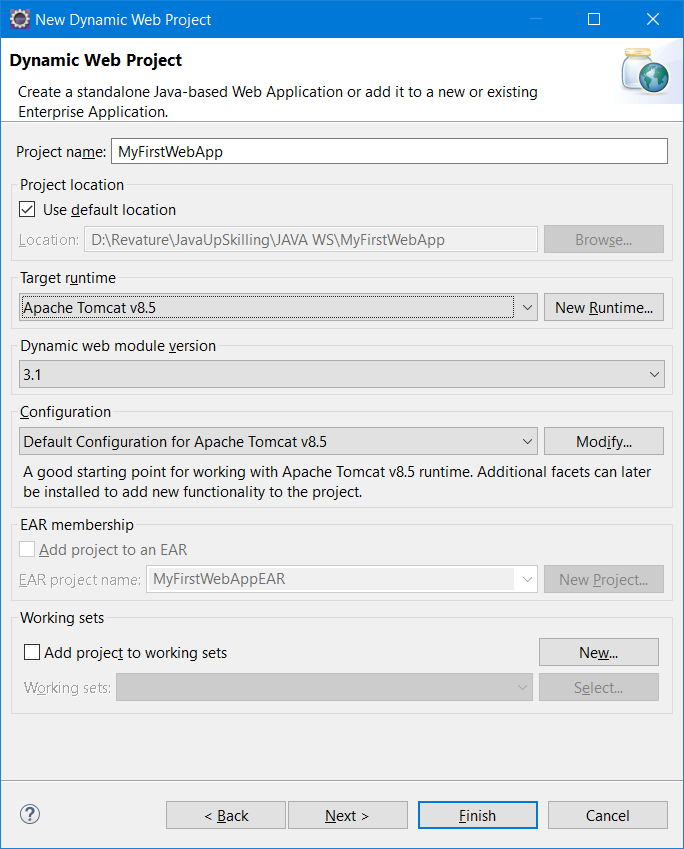 New Dynamic Web Project
Dynamic Web Project
Create a standalone Java-based Web Application or add it to a new or existing
Enterprise Application.
Project name: MyFirstWebApp
Project location
Use default location
Location: D:\Revature\JavaUpSkilling\JAVA WS\MyFirstWebApp Browse...
Target runtime
Apache Tomcat v8.5 New Runtime...
Dynamic web module version
3.1
Configuration
Default Configuration for Apache Tomcat v8.5 Modify...
A good starting point for working with Apache Tomcat v8.5 runtime. Additional facets can later
be installed to add new functionality to the project.
EAR membership
Add project to an EAR
EAR project name: MyFirstWebAppEAR New Project...
Working sets
Add project to working sets New...
Working sets: Select...
? < Back Next > Finish Cancel